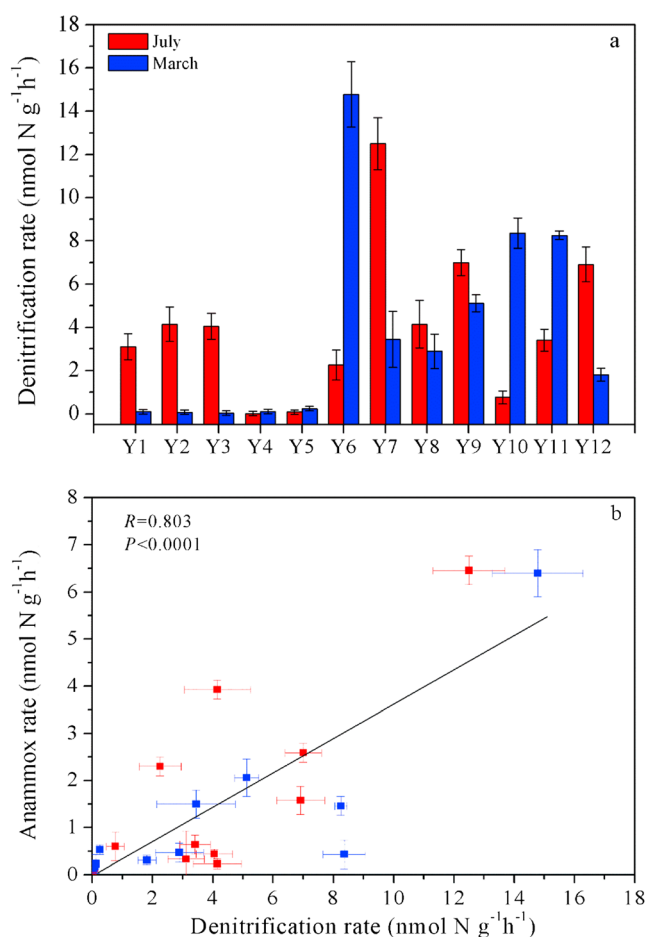 July
March
a
Denitrification rate (nmol N g⁻¹h⁻¹)
18
16
14
12
10
8
6
4
2
0
Y1 Y2 Y3 Y4 Y5 Y6 Y7 Y8 Y9 Y10 Y11 Y12
b
R=0.803
P<0.0001
Anammox rate (nmol N g⁻¹h⁻¹)
8
7
6
5
4
3
2
1
0
0 2 4 6 8 10 12 14 16 18
Denitrification rate (nmol N g⁻¹h⁻¹)